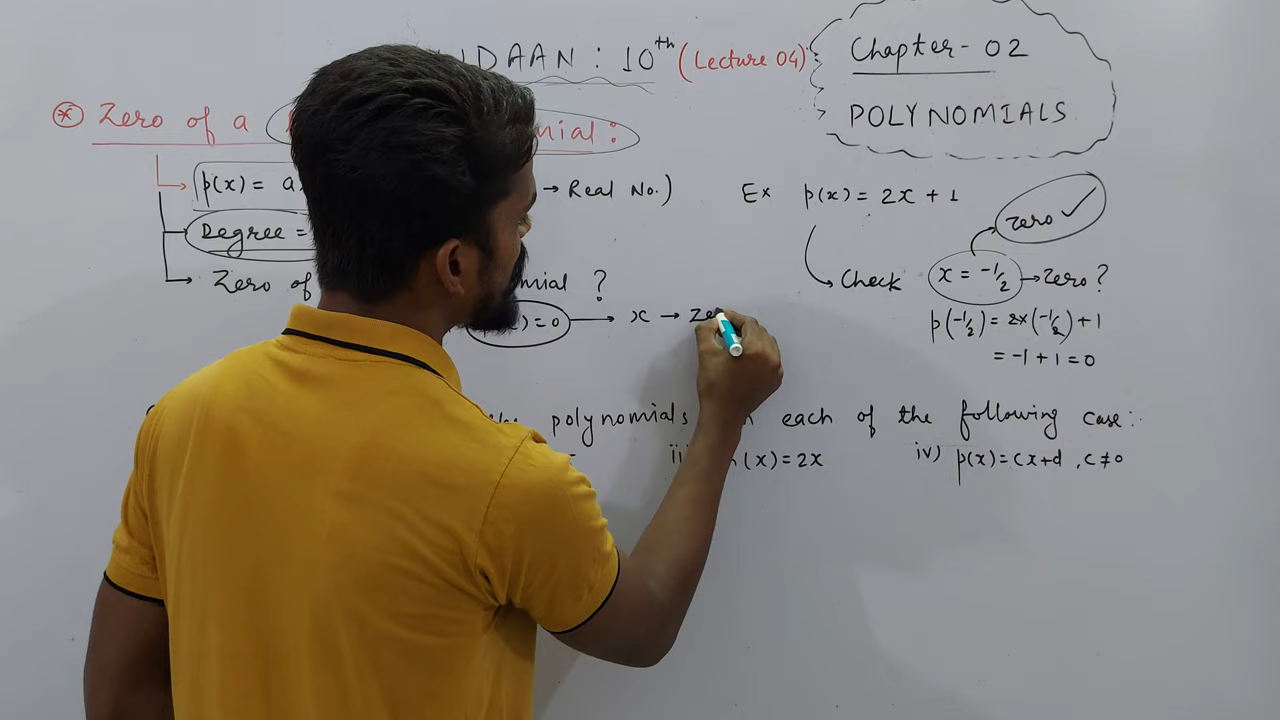 IDAAN : 10th (Lecture 04)
Chapter - 02
POLYNOMIALS
* Zero of a mial :
p(x) = a → Real No.)
Degree =
Zero of mial ?
) = 0 → x → Ze
Ex p(x) = 2x + 1
zero ✓
Check x = -1/2 → zero ?
p(-1/2) = 2x(-1/2) + 1
= -1 + 1 = 0
polynomials each of the following case :
(x) = 2x iv) p(x) = cx+d , c ≠ 0